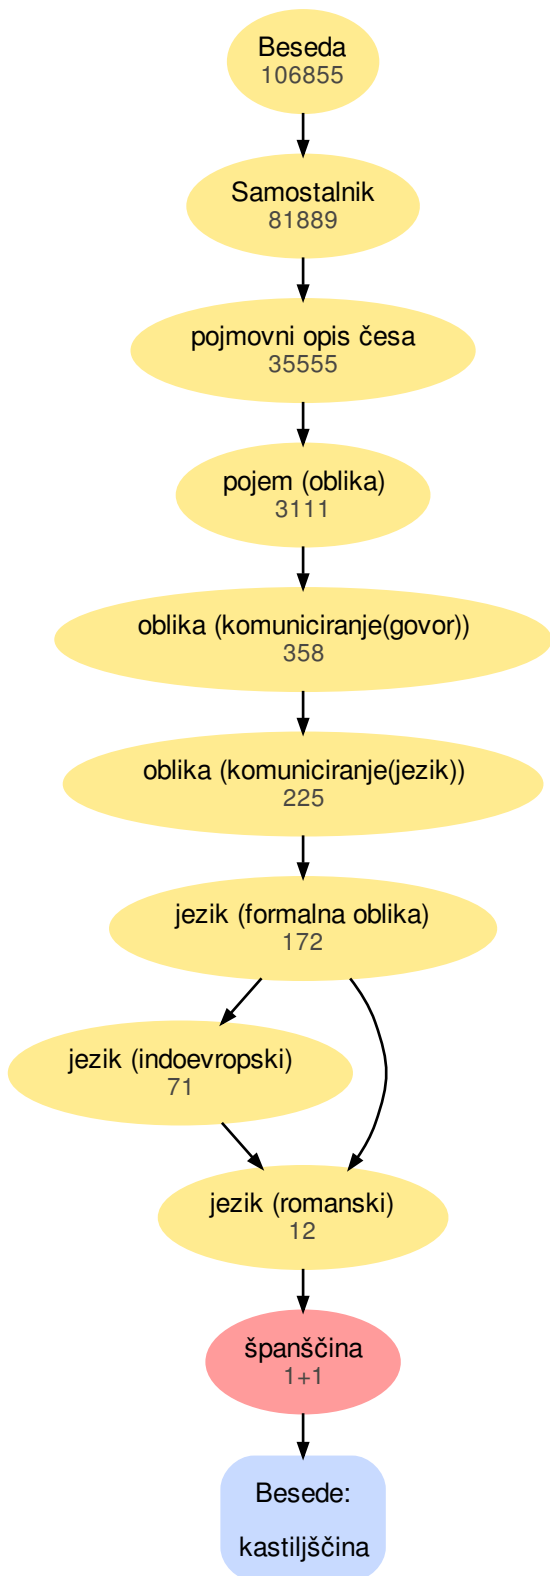 Beseda
106855
Samostalnik
81889
pojmovni opis česa
35555
pojem (oblika)
3111
oblika (komuniciranje(govor))
358
oblika (komuniciranje(jezik))
225
jezik (formalna oblika)
172
jezik (indoevropski)
71
jezik (romanski)
12
španščina
1+1
Besede:
kastiljščina